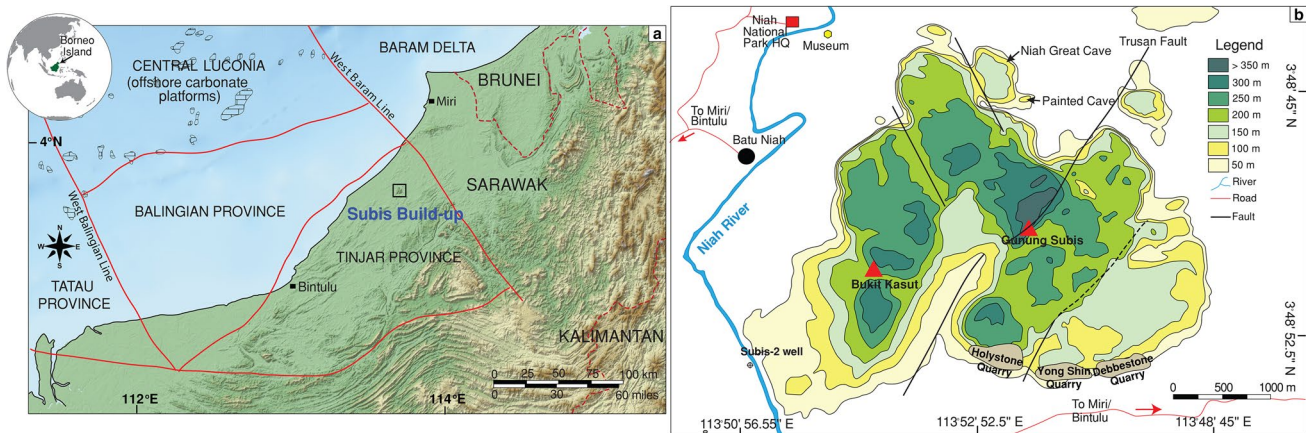 a
Borneo
Island
CENTRAL LUCONIA
(offshore carbonate
platforms)
BARAM DELTA
West Baram Line
BRUNEI
Miri
4°N
SARAWAK
BALINGIAN PROVINCE
Subis Build-up
West Balingian Line
N
W E
S
TINJAR PROVINCE
TATAU
PROVINCE
Bintulu
KALIMANTAN
0 25 50 75 100 km
0 30 60 miles
112°E
114°E
b
Niah
National
Park HQ
Museum
Niah Great Cave
Trusan Fault
Painted Cave
To Miri/
Bintulu
Batu Niah
Niah River
Gunung Subis
Bukit Kasut
Subis-2 well
Holystone
Quarry
Yong Shin
Quarry
Debbestone
Quarry
Legend
> 350 m
300 m
250 m
200 m
150 m
100 m
50 m
River
Road
Fault
3°48' 45" N
3°48' 52.5" N
0 250 500 1000 m
To Miri/
Bintulu
113°50' 56.55" E
113°52' 52.5" E
113°48' 45" E